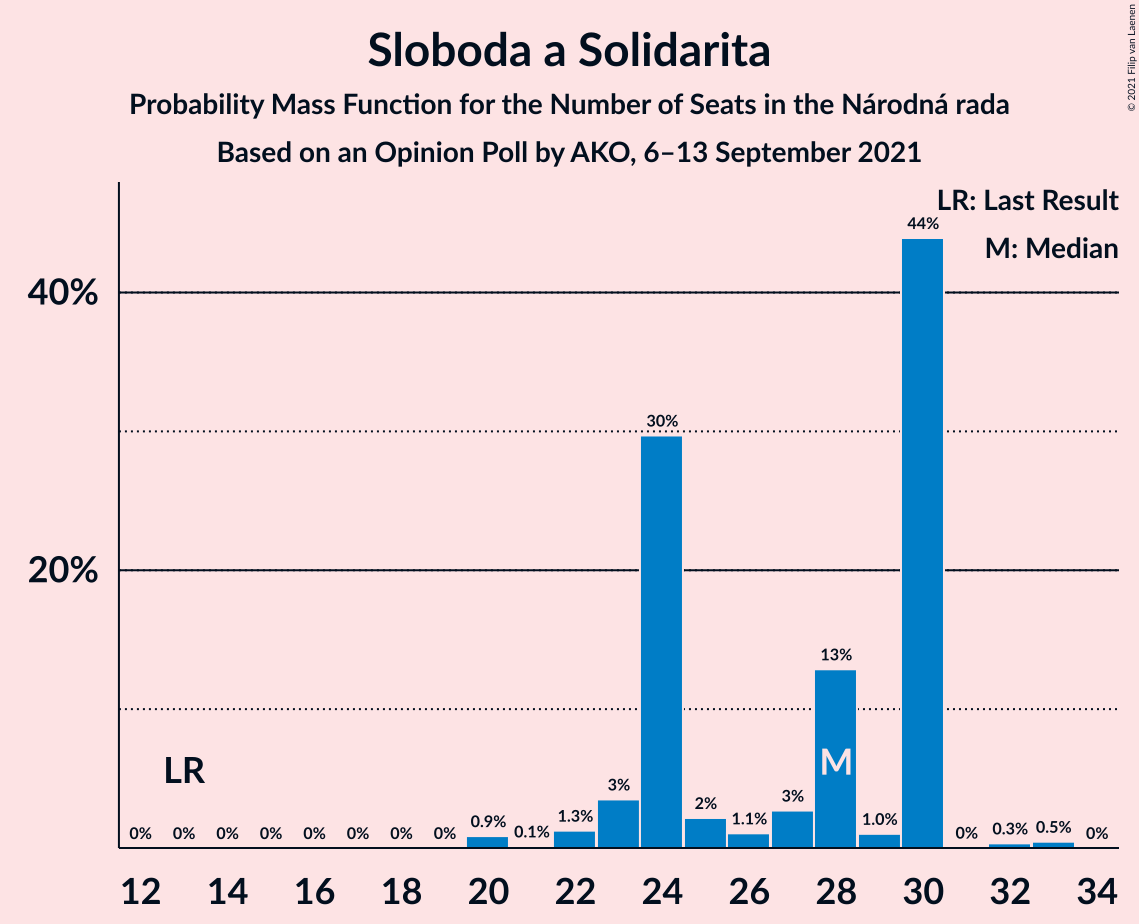 Sloboda a Solidarita
Probability Mass Function for the Number of Seats in the Národná rada
Based on an Opinion Poll by AKO, 6–13 September 2021
© 2021 Filip van Laenen
LR: Last Result
M: Median
44%
40%
30%
20%
13%
M
LR
0% 0% 0% 0% 0% 0% 0% 0% 0.9% 0.1% 1.3% 3% 2% 1.1% 3% 1.0% 0% 0.3% 0.5% 0%
12 14 16 18 20 22 24 26 28 30 32 34